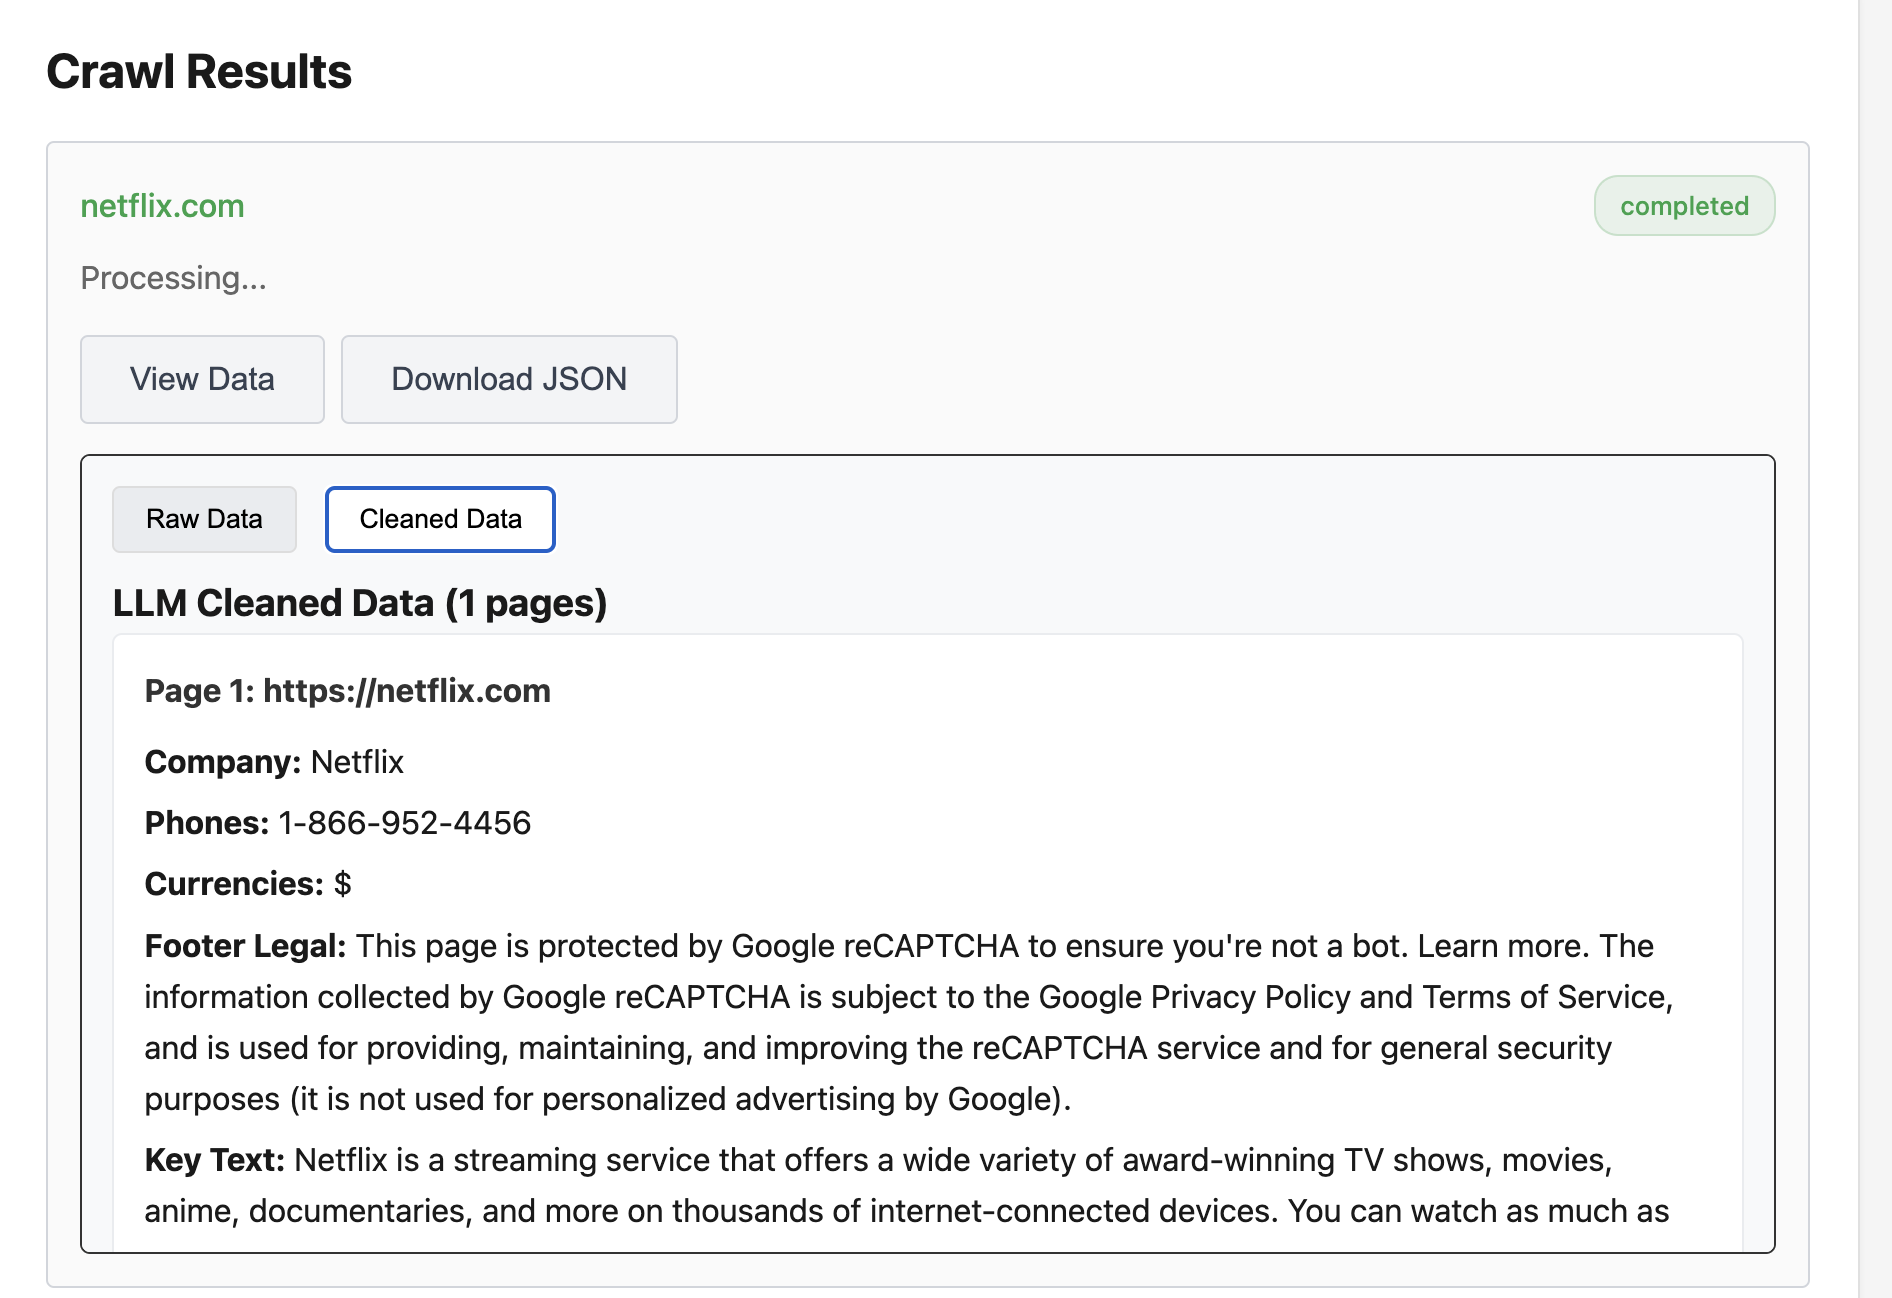 Crawl Results
netflix.com
completed
Processing...
View Data
Download JSON
Raw Data
Cleaned Data
LLM Cleaned Data (1 pages)
Page 1: https://netflix.com
Company: Netflix
Phones: 1-866-952-4456
Currencies: $
Footer Legal: This page is protected by Google reCAPTCHA to ensure you're not a bot. Learn more. The
information collected by Google reCAPTCHA is subject to the Google Privacy Policy and Terms of Service,
and is used for providing, maintaining, and improving the reCAPTCHA service and for general security
purposes (it is not used for personalized advertising by Google).
Key Text: Netflix is a streaming service that offers a wide variety of award-winning TV shows, movies,
anime, documentaries, and more on thousands of internet-connected devices. You can watch as much as